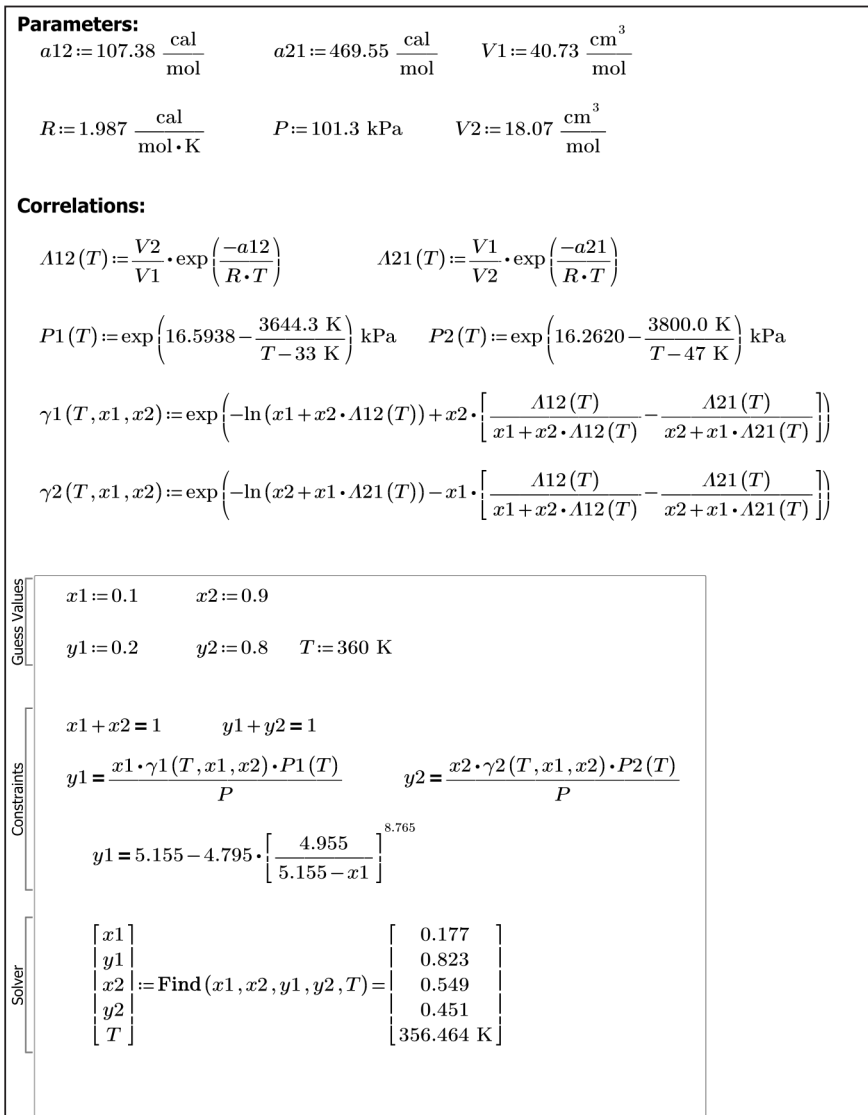 Parameters:
a12 := 107.38 cal/mol a21 := 469.55 cal/mol V1 := 40.73 cm³/mol
R := 1.987 cal/(mol·K) P := 101.3 kPa V2 := 18.07 cm³/mol
Correlations:
Λ12(T) := V2/V1 · exp(−a12/(R·T)) Λ21(T) := V1/V2 · exp(−a21/(R·T))
P1(T) := exp(16.5938 − 3644.3 K/(T − 33 K)) kPa P2(T) := exp(16.2620 − 3800.0 K/(T − 47 K)) kPa
γ1(T, x1, x2) := exp(−ln(x1 + x2·Λ12(T)) + x2·[Λ12(T)/(x1 + x2·Λ12(T)) − Λ21(T)/(x2 + x1·Λ21(T))])
γ2(T, x1, x2) := exp(−ln(x2 + x1·Λ21(T)) − x1·[Λ12(T)/(x1 + x2·Λ12(T)) − Λ21(T)/(x2 + x1·Λ21(T))])
Guess Values
x1 := 0.1 x2 := 0.9
y1 := 0.2 y2 := 0.8 T := 360 K
Constraints
x1 + x2 = 1 y1 + y2 = 1
y1 = x1·γ1(T, x1, x2)·P1(T)/P y2 = x2·γ2(T, x1, x2)·P2(T)/P
y1 = 5.155 − 4.795·[4.955/(5.155 − x1)]^8.765
Solver
[x1 y1 x2 y2 T] := Find(x1, x2, y1, y2, T) = [0.177 0.823 0.549 0.451 356.464 K]